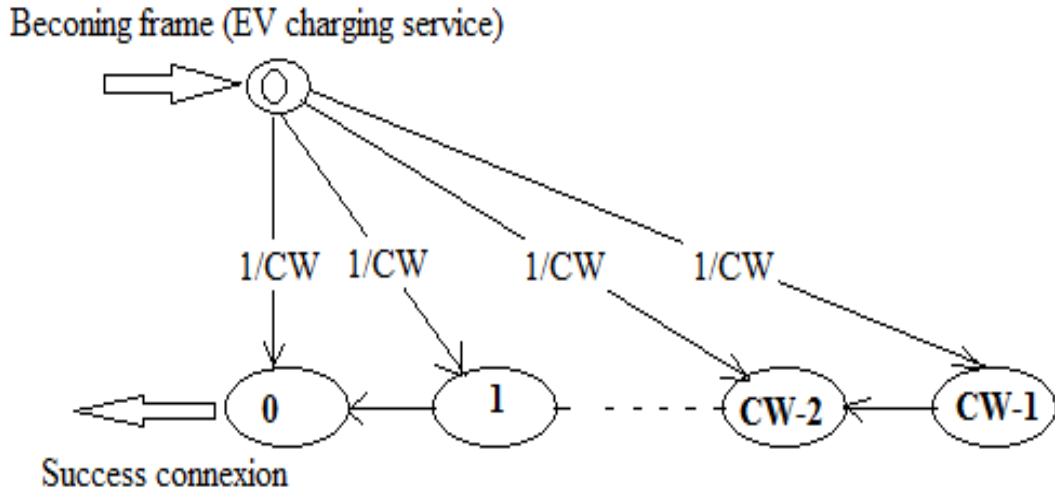 Beconing frame (EV charging service)
1/CW 1/CW 1/CW 1/CW
0 1 CW-2 CW-1
Success connexion